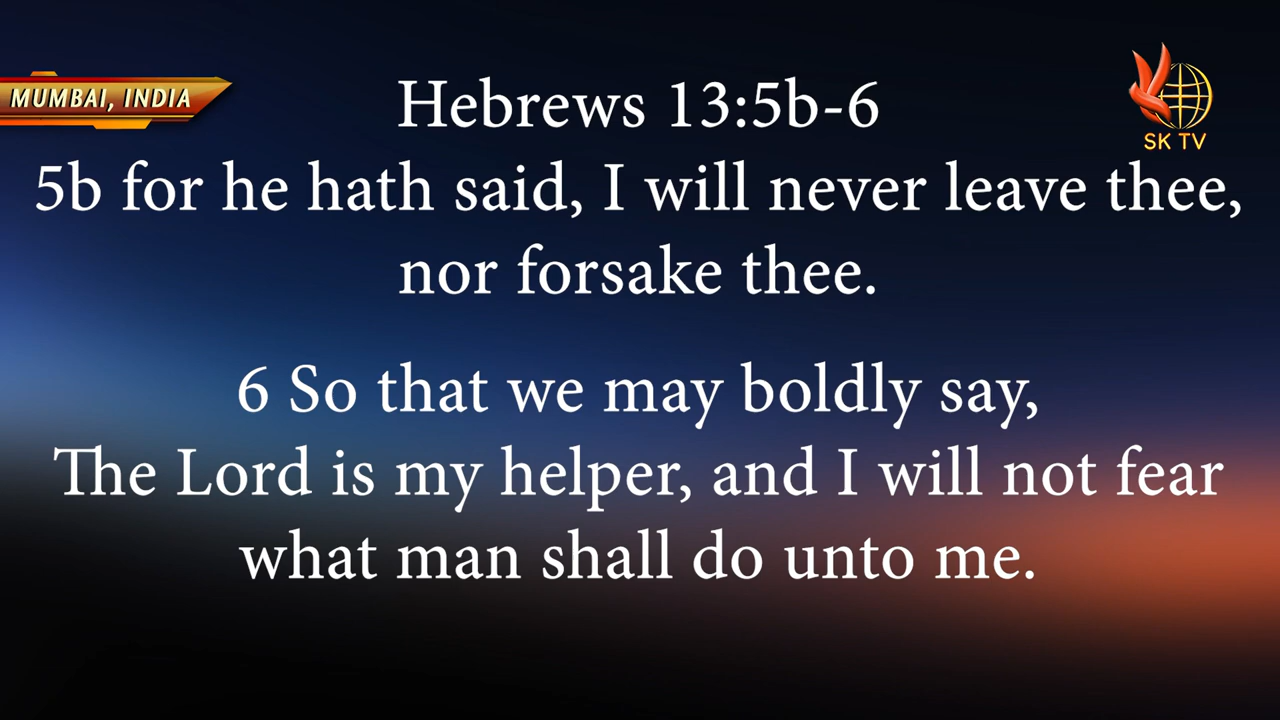 MUMBAI, INDIA
SK TV
Hebrews 13:5b-6
5b for he hath said, I will never leave thee,
nor forsake thee.
6 So that we may boldly say,
The Lord is my helper, and I will not fear
what man shall do unto me.